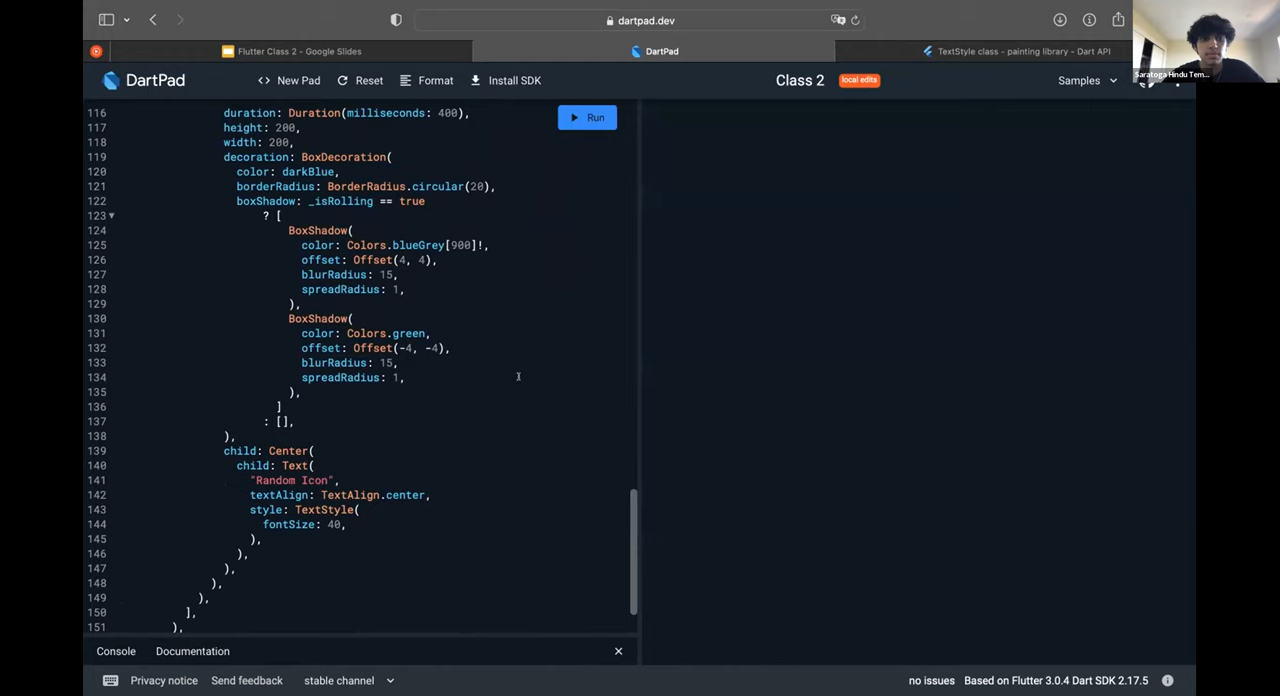 dartpad.dev
Flutter Class 2 - Google Slides
DartPad
TextStyle class - painting library - Dart API
Saratoga Hindu Tem...
DartPad
<> New Pad
Reset
Format
Install SDK
Class 2
local edits
Samples
116 duration: Duration(milliseconds: 400),
117 height: 200,
118 width: 200,
119 decoration: BoxDecoration(
120 color: darkBlue,
121 borderRadius: BorderRadius.circular(20),
122 boxShadow: _isRolling == true
123 ? [
124 BoxShadow(
125 color: Colors.blueGrey[900]!,
126 offset: Offset(4, 4),
127 blurRadius: 15,
128 spreadRadius: 1,
129 ),
130 BoxShadow(
131 color: Colors.green,
132 offset: Offset(-4, -4),
133 blurRadius: 15,
134 spreadRadius: 1,
135 ),
136 ]
137 : [],
138 ),
139 child: Center(
140 child: Text(
141 "Random Icon",
142 textAlign: TextAlign.center,
143 style: TextStyle(
144 fontSize: 40,
145 ),
146 ),
147 ),
148 ),
149 ),
150 ],
151 ),
Run
Console
Documentation
Privacy notice
Send feedback
stable channel
no issues
Based on Flutter 3.0.4 Dart SDK 2.17.5